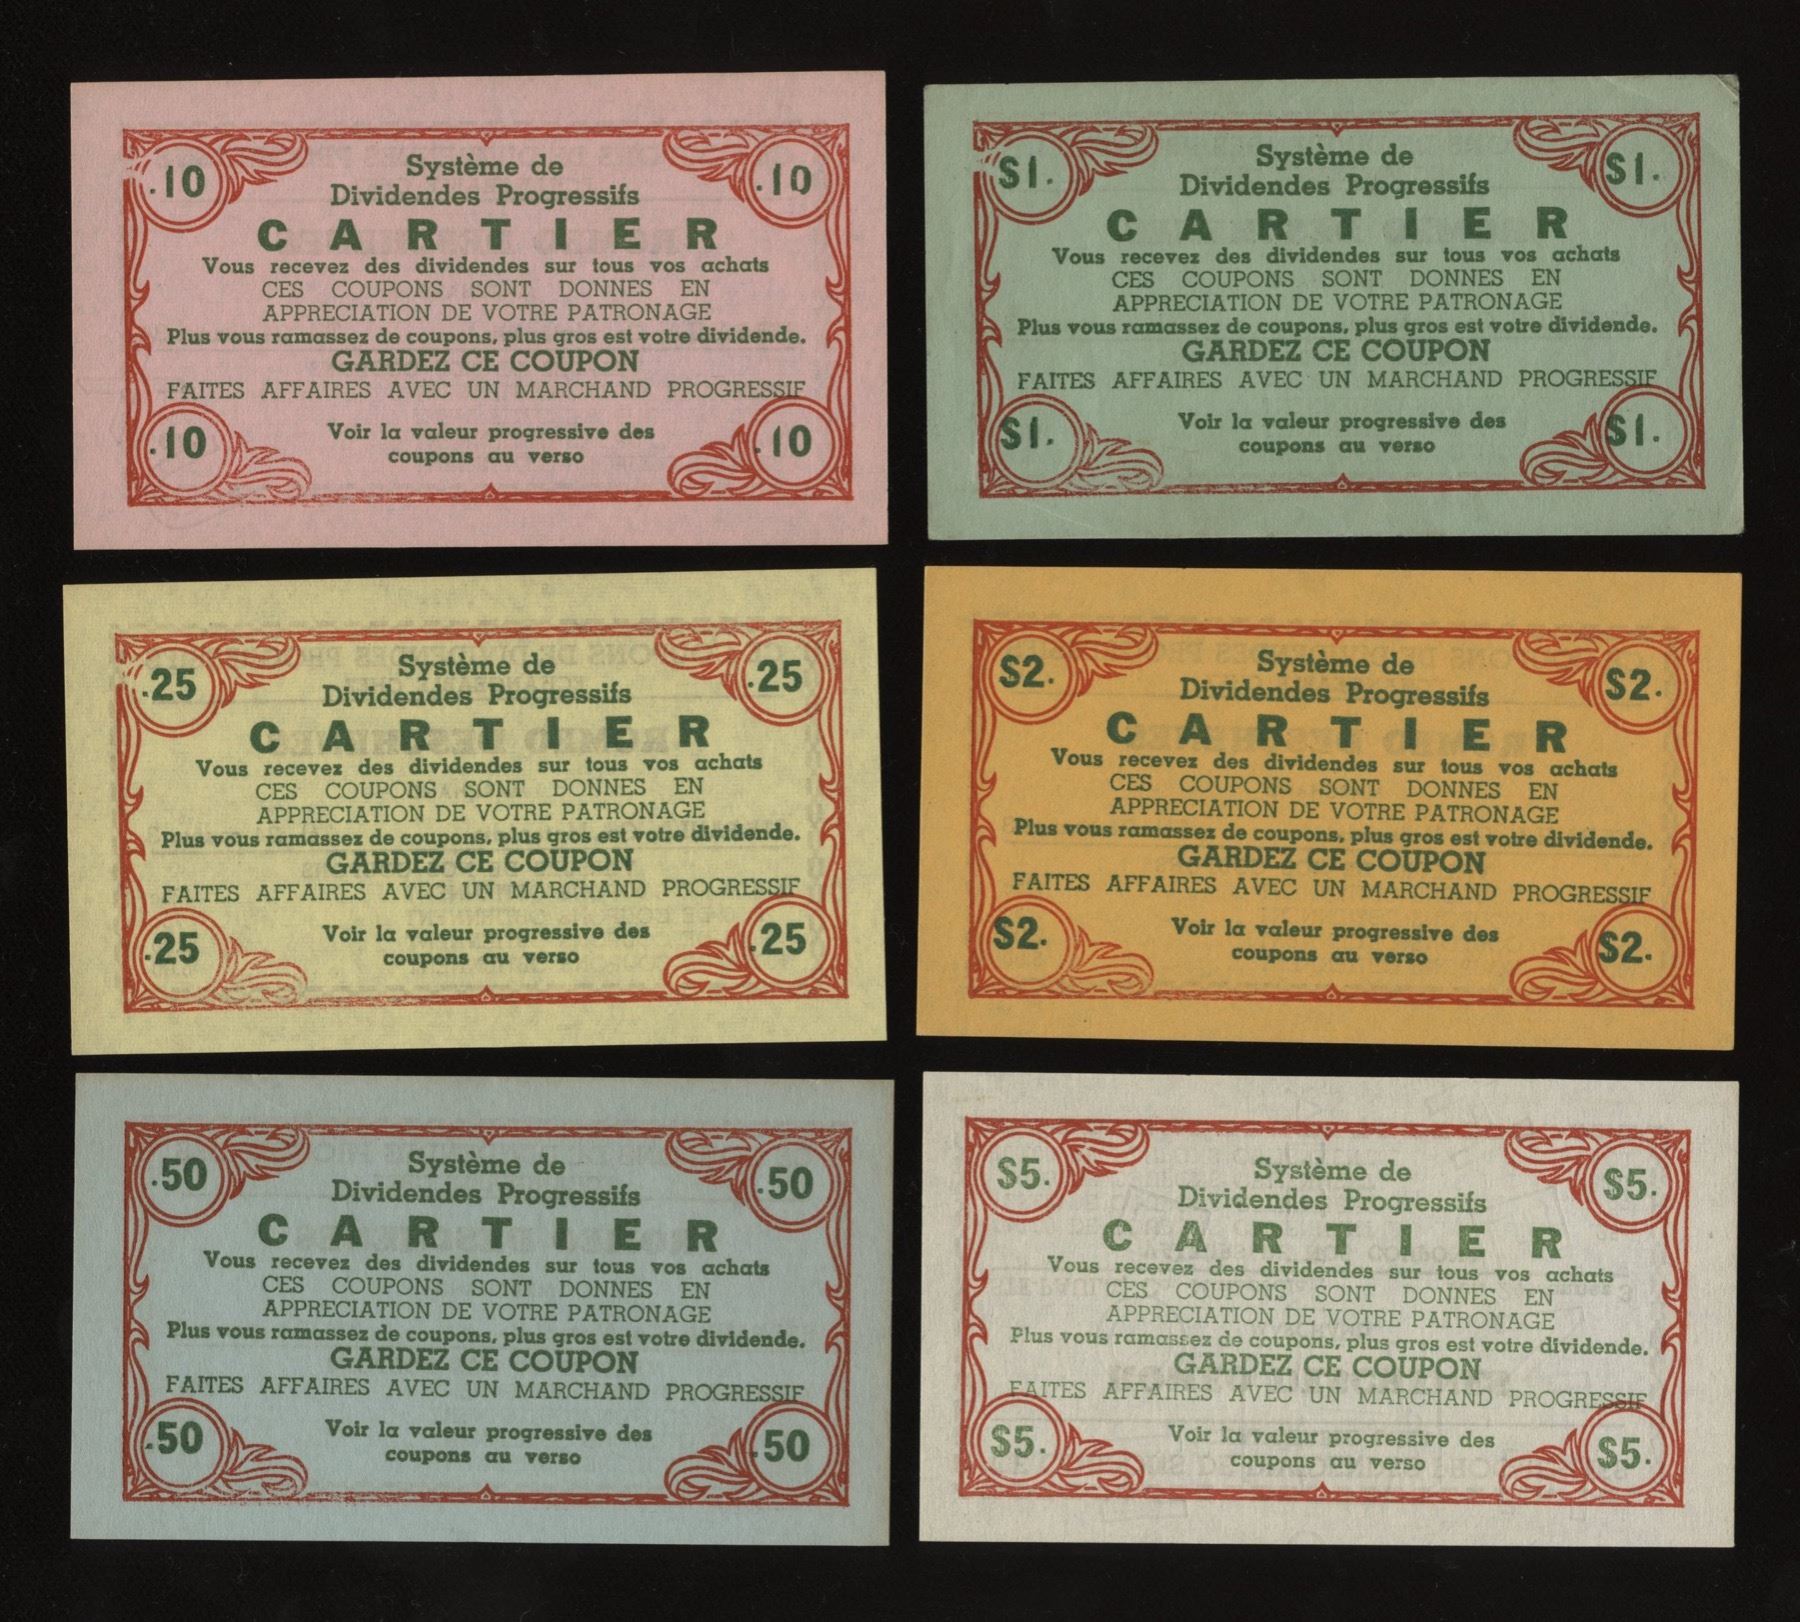 .10 .10
Système de
Dividendes Progressifs
CARTIER
Vous recevez des dividendes sur tous vos achats
CES COUPONS SONT DONNES EN
APPRECIATION DE VOTRE PATRONAGE
Plus vous ramassez de coupons, plus gros est votre dividende.
GARDEZ CE COUPON
FAITES AFFAIRES AVEC UN MARCHAND PROGRESSIF
.10 .10
Voir la valeur progressive des
coupons au verso
$1. $1.
Système de
Dividendes Progressifs
CARTIER
Vous recevez des dividendes sur tous vos achats
CES COUPONS SONT DONNES EN
APPRECIATION DE VOTRE PATRONAGE
Plus vous ramassez de coupons, plus gros est votre dividende.
GARDEZ CE COUPON
FAITES AFFAIRES AVEC UN MARCHAND PROGRESSIF
$1. $1.
Voir la valeur progressive des
coupons au verso
.25 .25
Système de
Dividendes Progressifs
CARTIER
Vous recevez des dividendes sur tous vos achats
CES COUPONS SONT DONNES EN
APPRECIATION DE VOTRE PATRONAGE
Plus vous ramassez de coupons, plus gros est votre dividende.
GARDEZ CE COUPON
FAITES AFFAIRES AVEC UN MARCHAND PROGRESSIF
.25 .25
Voir la valeur progressive des
coupons au verso
$2. $2.
Système de
Dividendes Progressifs
CARTIER
Vous recevez des dividendes sur tous vos achats
CES COUPONS SONT DONNES EN
APPRECIATION DE VOTRE PATRONAGE
Plus vous ramassez de coupons, plus gros est votre dividende.
GARDEZ CE COUPON
FAITES AFFAIRES AVEC UN MARCHAND PROGRESSIF
$2. $2.
Voir la valeur progressive des
coupons au verso
.50 .50
Système de
Dividendes Progressifs
CARTIER
Vous recevez des dividendes sur tous vos achats
CES COUPONS SONT DONNES EN
APPRECIATION DE VOTRE PATRONAGE
Plus vous ramassez de coupons, plus gros est votre dividende.
GARDEZ CE COUPON
FAITES AFFAIRES AVEC UN MARCHAND PROGRESSIF
.50 .50
Voir la valeur progressive des
coupons au verso
$5. $5.
Système de
Dividendes Progressifs
CARTIER
Vous recevez des dividendes sur tous vos achats
CES COUPONS SONT DONNES EN
APPRECIATION DE VOTRE PATRONAGE
Plus vous ramassez de coupons, plus gros est votre dividende.
GARDEZ CE COUPON
FAITES AFFAIRES AVEC UN MARCHAND PROGRESSIF
$5. $5.
Voir la valeur progressive des
coupons au verso